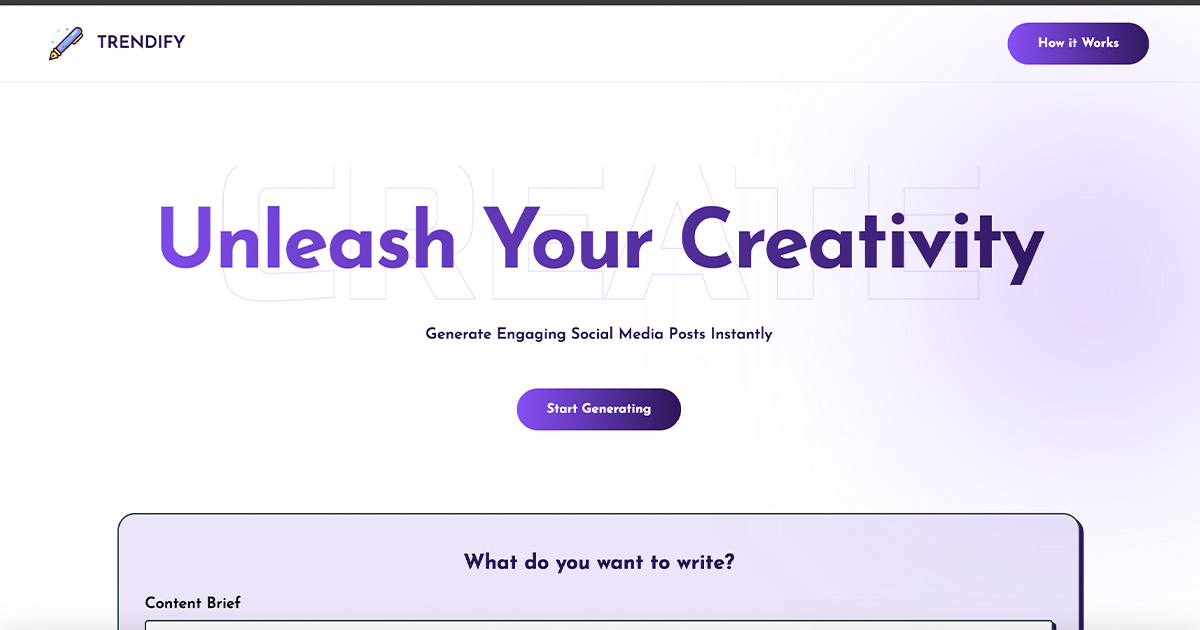 TRENDIFY
How it Works
CREATE
Unleash Your Creativity
Generate Engaging Social Media Posts Instantly
Start Generating
What do you want to write?
Content Brief